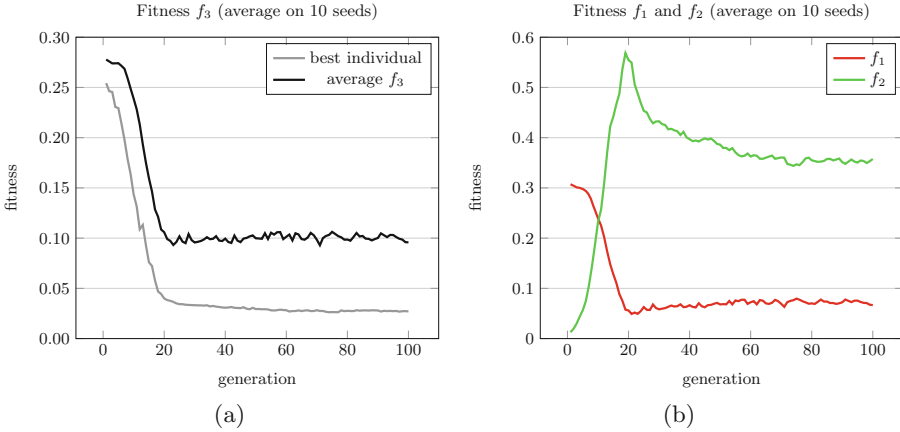 Fitness f₃ (average on 10 seeds)
0.30
0.25
0.20
0.15
0.10
0.05
0.00
fitness
best individual
average f₃
0 20 40 60 80 100
generation
(a)
Fitness f₁ and f₂ (average on 10 seeds)
0.6
0.5
0.4
0.3
0.2
0.1
0
fitness
f₁
f₂
0 20 40 60 80 100
generation
(b)